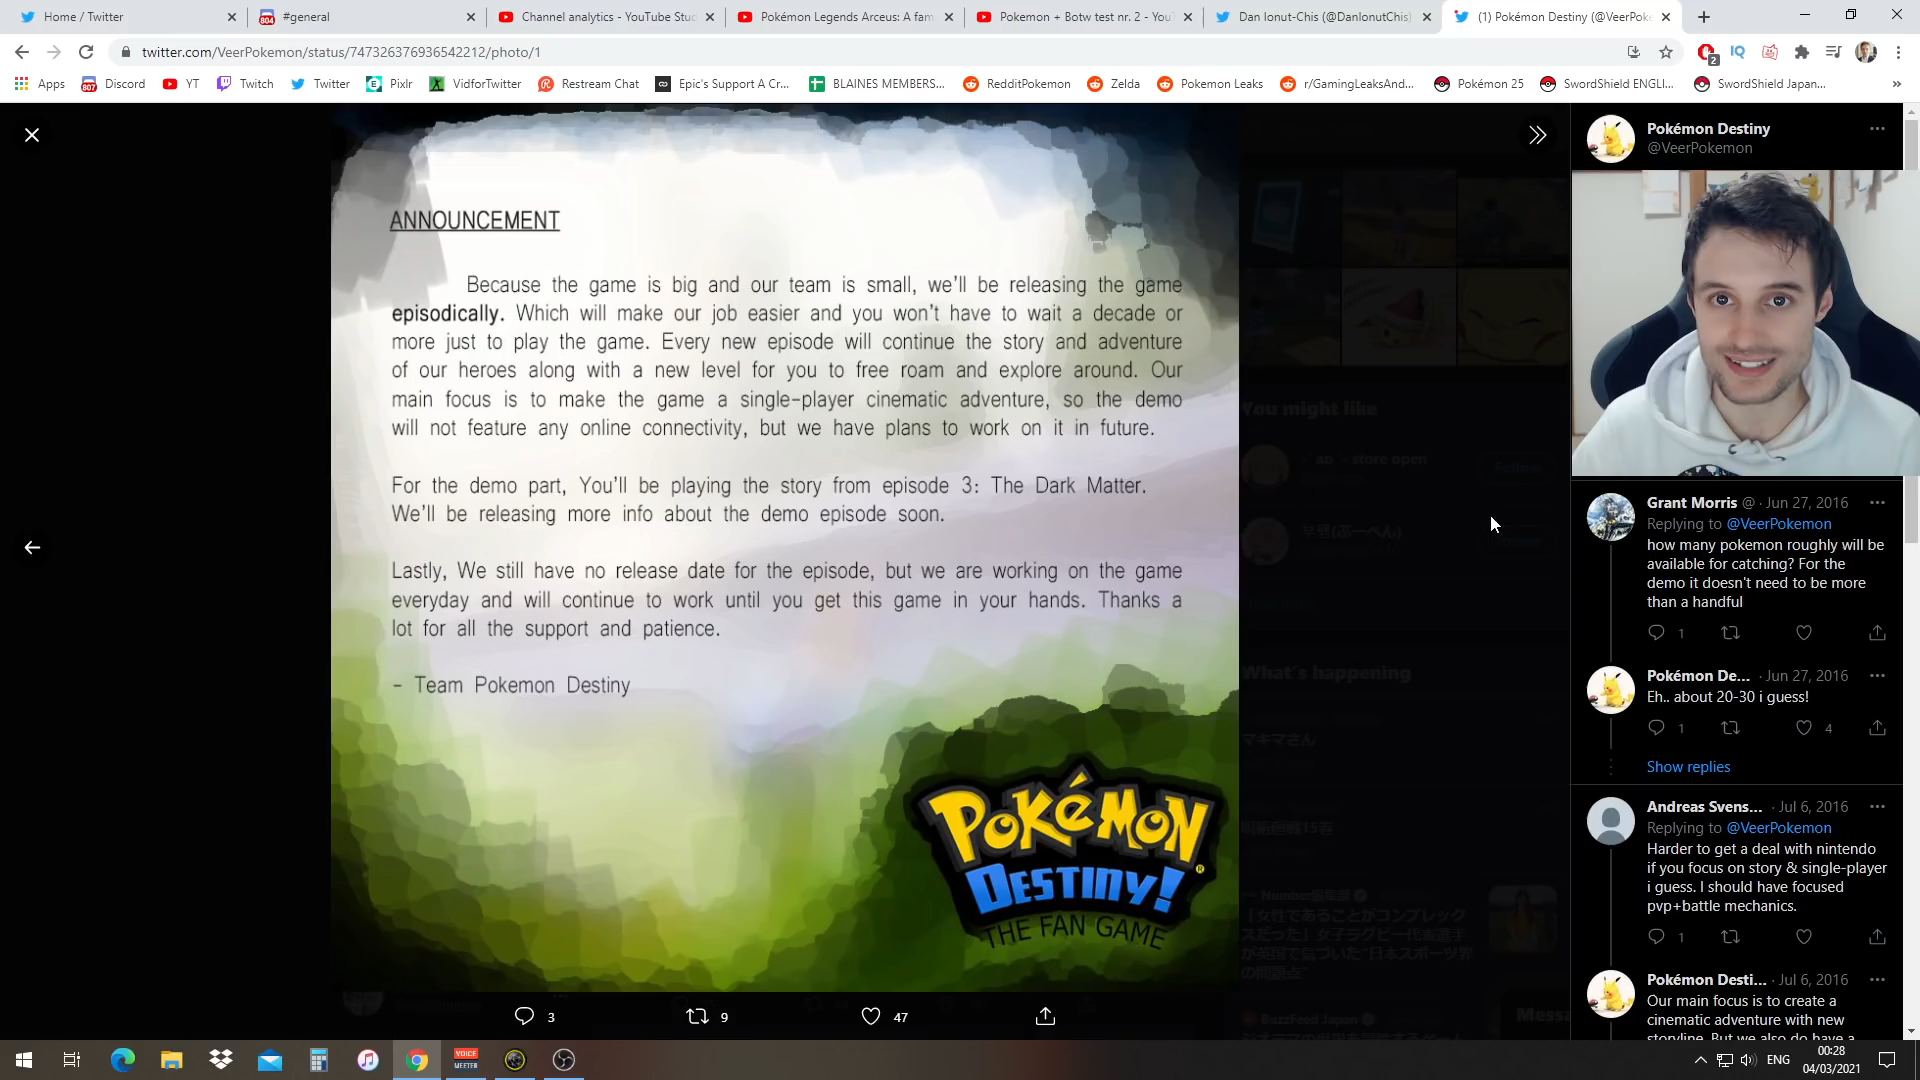 Home / Twitter
#general
Channel analytics - YouTube Stu
Pokémon Legends Arceus: A fam
Pokemon + Botw test nr. 2 - You
Dan Ionut-Chis (@DanIonutChis)
(1) Pokémon Destiny (@VeerPoke
twitter.com/VeerPokemon/status/747326376936542212/photo/1
2
Apps
Discord
YT
Twitch
Twitter
Pixlr
VidforTwitter
Restream Chat
Epic's Support A Cr...
BLAINES MEMBERS...
RedditPokemon
Zelda
Pokemon Leaks
r/GamingLeaksAnd...
Pokémon 25
SwordShield ENGLI...
SwordShield Japan...
ANNOUNCEMENT
Because the game is big and our team is small, we'll be releasing the game
episodically. Which will make our job easier and you won't have to wait a decade or
more just to play the game. Every new episode will continue the story and adventure
of our heroes along with a new level for you to free roam and explore around. Our
main focus is to make the game a single-player cinematic adventure, so the demo
will not feature any online connectivity, but we have plans to work on it in future.
For the demo part, You'll be playing the story from episode 3: The Dark Matter.
We'll be releasing more info about the demo episode soon.
Lastly, We still have no release date for the episode, but we are working on the game
everyday and will continue to work until you get this game in your hands. Thanks a
lot for all the support and patience.
- Team Pokemon Destiny
POKÉMON
DESTINY!
THE FAN GAME
3
9
47
You might like
What's happening
マキマさん
BuzzFeed Japan
Pokémon Destiny
@VeerPokemon
Grant Morris @ · Jun 27, 2016
Replying to @VeerPokemon
how many pokemon roughly will be
available for catching? For the
demo it doesn't need to be more
than a handful
1
Pokémon De... · Jun 27, 2016
Eh.. about 20-30 i guess!
1
4
Show replies
Andreas Svens... · Jul 6, 2016
Replying to @VeerPokemon
Harder to get a deal with nintendo
if you focus on story & single-player
i guess. I should have focused
pvp+battle mechanics.
1
Pokémon Desti... · Jul 6, 2016
Our main focus is to create a
cinematic adventure with new
storyline. But we also do have a
VOICE
MEETER
ENG
00:28
04/03/2021